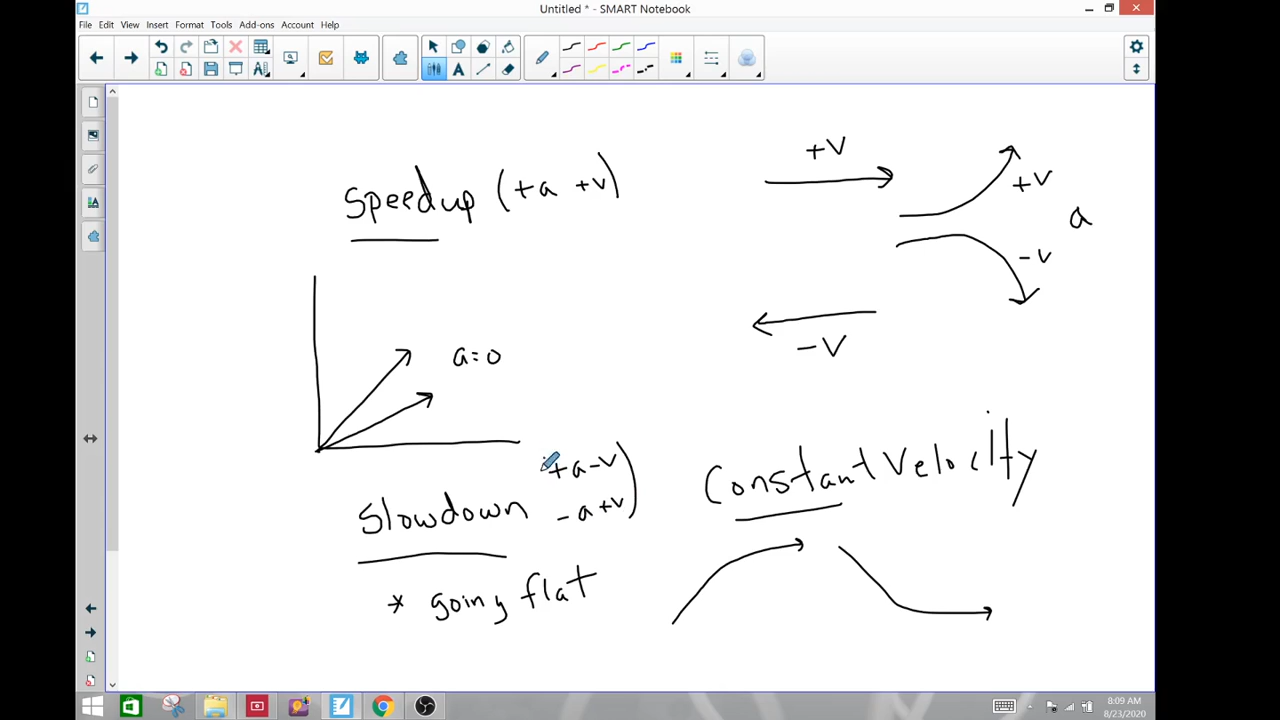 Untitled * - SMART Notebook
File Edit View Insert Format Tools Add-ons Account Help
+v
Speedup (+a +v)
+v
a
-v
-v
a=0
+a-v)
Constant Velocity
Slowdown
-a+v
* going flat
8:09 AM
8/23/2020